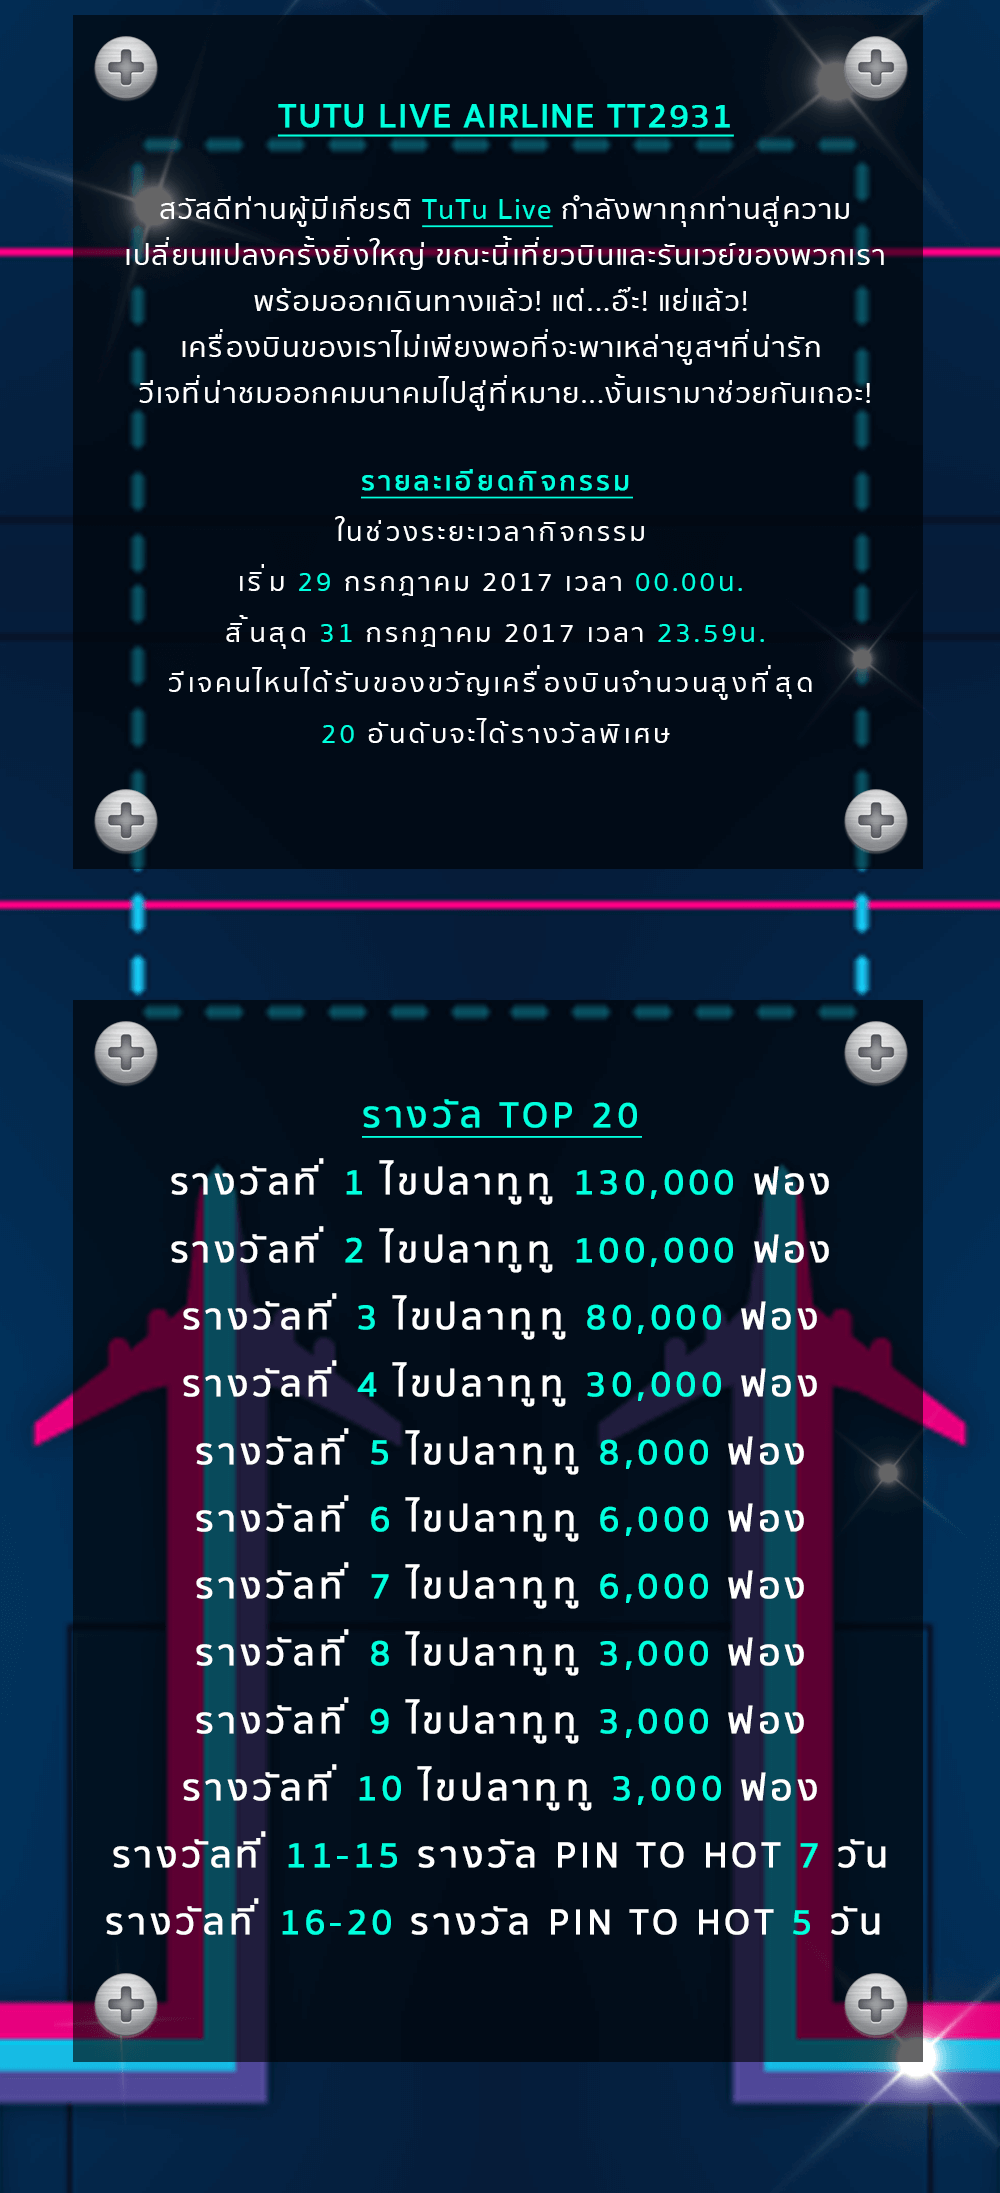 TUTU LIVE AIRLINE TT2931
สวัสดีท่านผู้มีเกียรติ TuTu Live กำลังพาทุกท่านสู่ความ
เปลี่ยนแปลงครั้งยิ่งใหญ่ ขณะนี้เที่ยวบินและรันเวย์ของพวกเรา
พร้อมออกเดินทางแล้ว! แต่...อ๊ะ! แย่แล้ว!
เครื่องบินของเราไม่เพียงพอที่จะพาเหล่ายูสฯที่น่ารัก
วีเจที่น่าชมออกคมนาคมไปสู่ที่หมาย...งั้นเรามาช่วยกันเถอะ!
รายละเอียดกิจกรรม
ในช่วงระยะเวลากิจกรรม
เริ่ม 29 กรกฎาคม 2017 เวลา 00.00น.
สิ้นสุด 31 กรกฎาคม 2017 เวลา 23.59น.
วีเจคนไหนได้รับของขวัญเครื่องบินจำนวนสูงที่สุด
20 อันดับจะได้รางวัลพิเศษ
รางวัล TOP 20
รางวัลที่ 1 ไขปลาทูทู 130,000 ฟอง
รางวัลที่ 2 ไขปลาทูทู 100,000 ฟอง
รางวัลที่ 3 ไขปลาทูทู 80,000 ฟอง
รางวัลที่ 4 ไขปลาทูทู 30,000 ฟอง
รางวัลที่ 5 ไขปลาทูทู 8,000 ฟอง
รางวัลที่ 6 ไขปลาทูทู 6,000 ฟอง
รางวัลที่ 7 ไขปลาทูทู 6,000 ฟอง
รางวัลที่ 8 ไขปลาทูทู 3,000 ฟอง
รางวัลที่ 9 ไขปลาทูทู 3,000 ฟอง
รางวัลที่ 10 ไขปลาทูทู 3,000 ฟอง
รางวัลที่ 11-15 รางวัล PIN TO HOT 7 วัน
รางวัลที่ 16-20 รางวัล PIN TO HOT 5 วัน